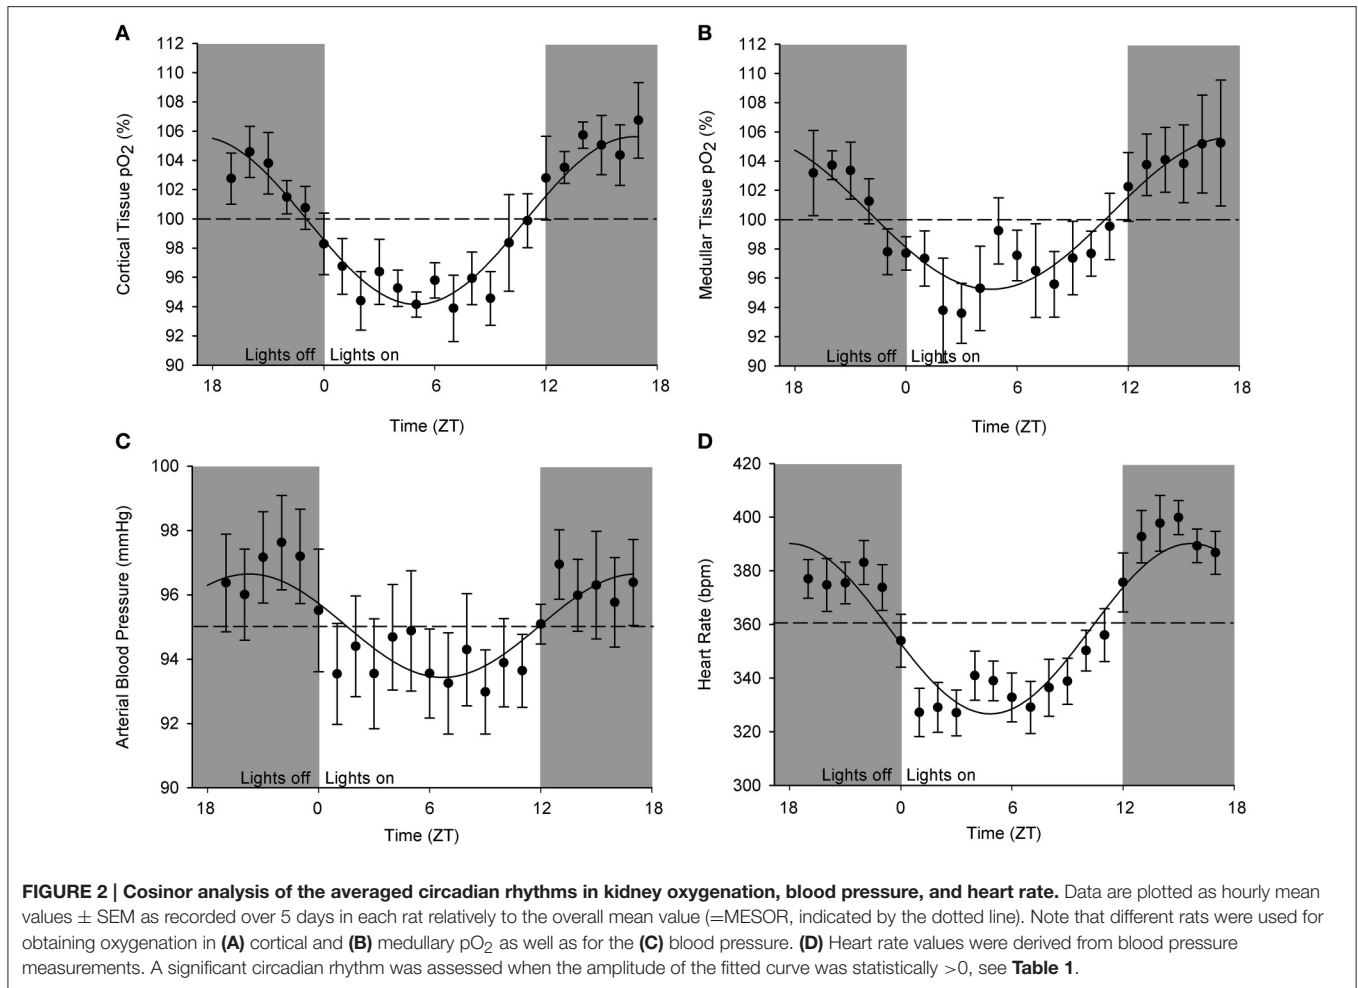 A
112
110
108
106
104
102
100
98
96
94
92
90
Cortical Tissue pO2 (%)
Lights off
Lights on
18
0
6
12
18
Time (ZT)
B
112
110
108
106
104
102
100
98
96
94
92
90
Medullar Tissue pO2 (%)
Lights off
Lights on
18
0
6
12
18
Time (ZT)
C
100
98
96
94
92
90
Arterial Blood Pressure (mmHg)
Lights off
Lights on
18
0
6
12
18
Time (ZT)
D
420
400
380
360
340
320
300
Heart Rate (bpm)
Lights off
Lights on
18
0
6
12
18
Time (ZT)
FIGURE 2 | Cosinor analysis of the averaged circadian rhythms in kidney oxygenation, blood pressure, and heart rate. Data are plotted as hourly mean
values ± SEM as recorded over 5 days in each rat relatively to the overall mean value (=MESOR, indicated by the dotted line). Note that different rats were used for
obtaining oxygenation in (A) cortical and (B) medullary pO2 as well as for the (C) blood pressure. (D) Heart rate values were derived from blood pressure
measurements. A significant circadian rhythm was assessed when the amplitude of the fitted curve was statistically >0, see Table 1.